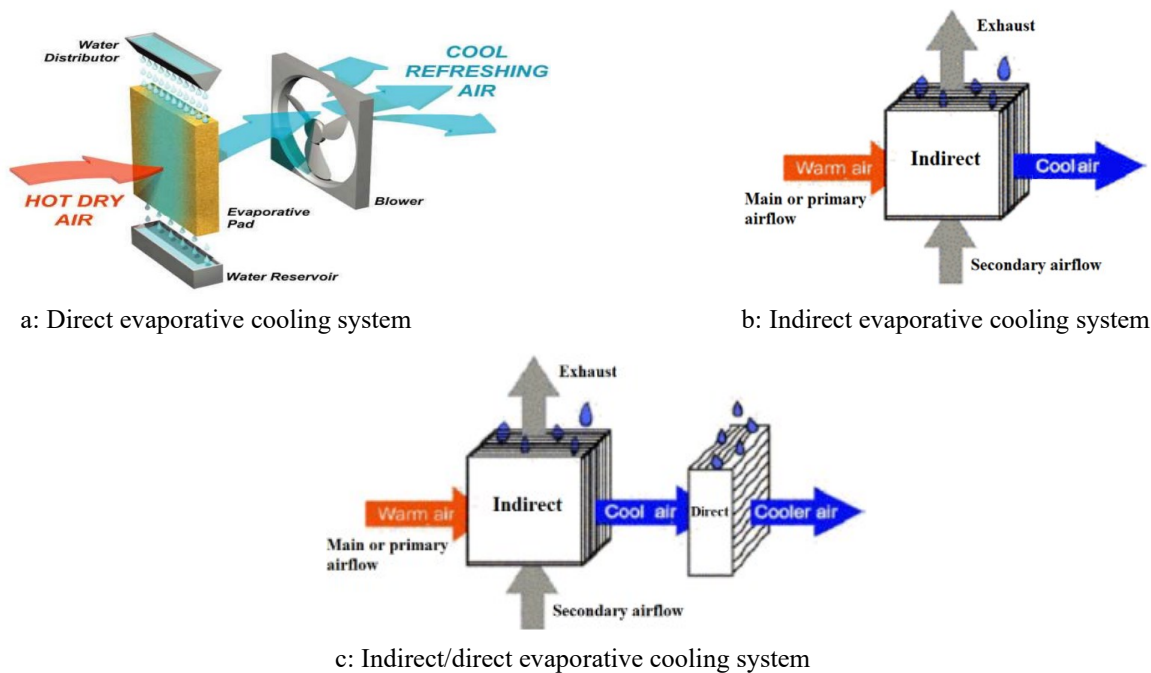 Water
Distributor
COOL
REFRESHING
AIR
HOT DRY
AIR
Evaporative
Pad
Blower
Water Reservoir
a: Direct evaporative cooling system
Exhaust
Warm air
Indirect
Cool air
Main or primary
airflow
Secondary airflow
b: Indirect evaporative cooling system
Exhaust
Warm air
Indirect
Cool air
Direct
Cooler air
Main or primary
airflow
Secondary airflow
c: Indirect/direct evaporative cooling system